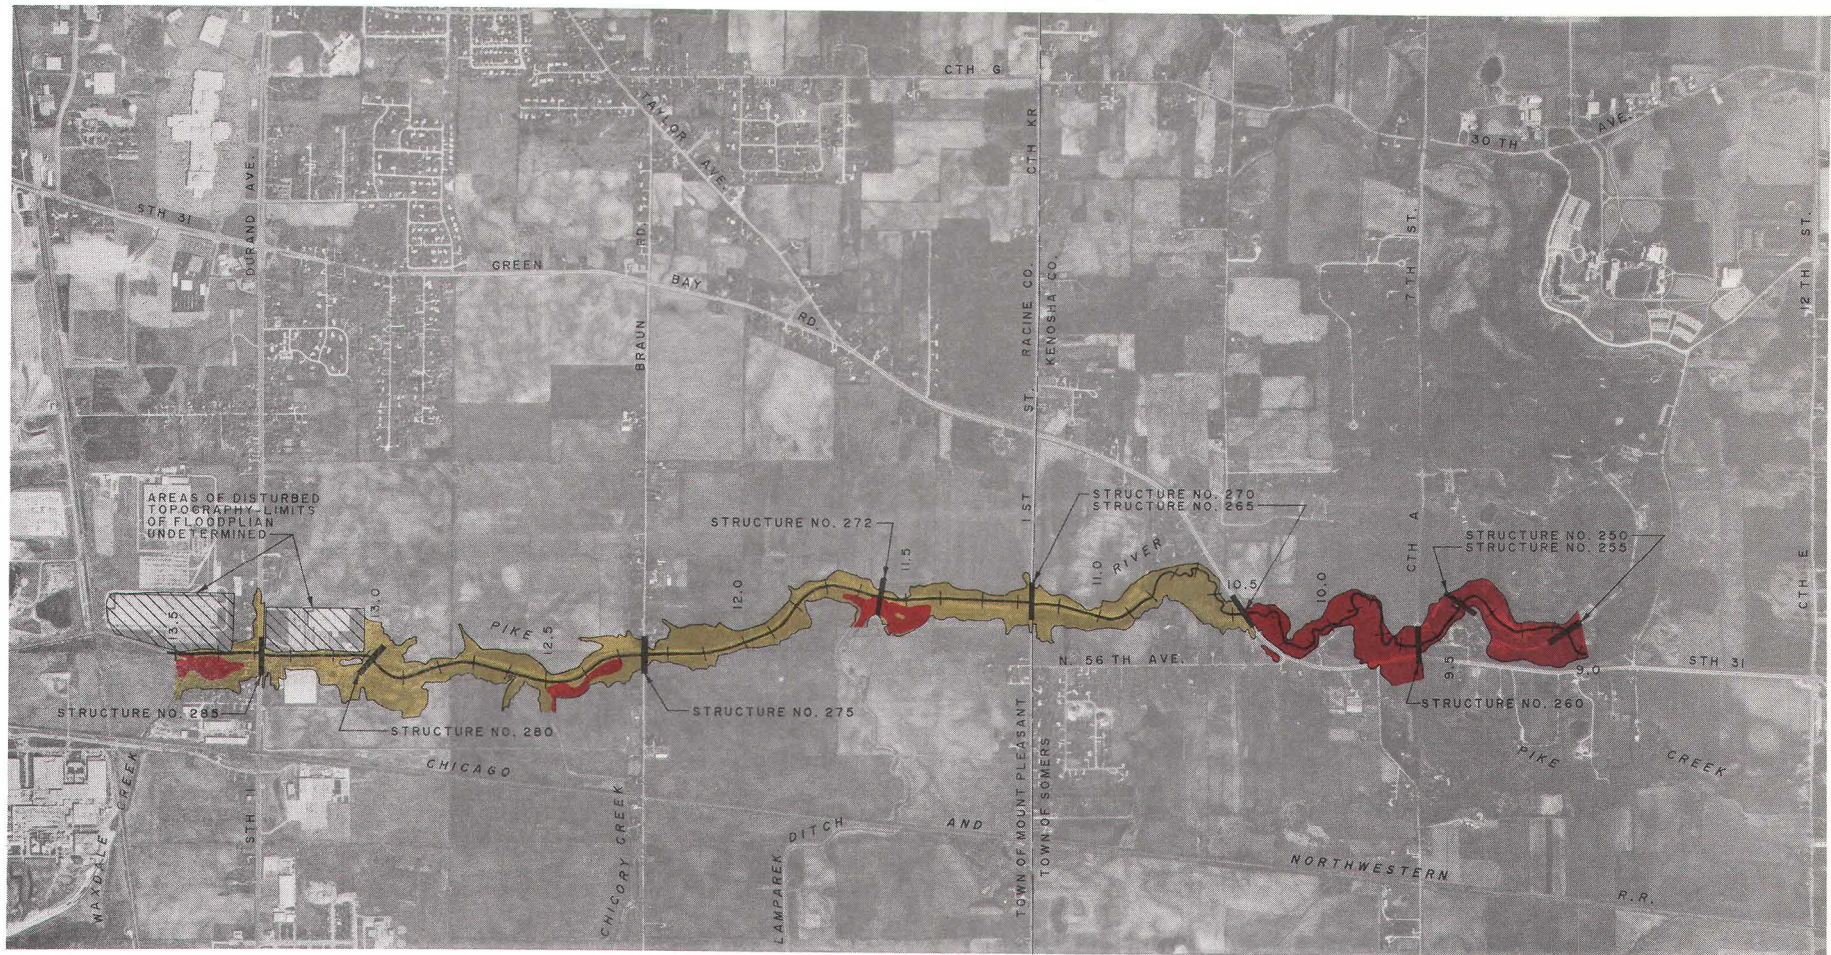 CTH G
TAYLOR AVE.
CTH KR
30 TH AVE.
STH 31
DURAND AVE.
GREEN BAY RD.
BRAUN RD.
RACINE CO.
KENOSHA CO.
7 TH ST.
12 TH ST.
1 ST ST.
AREAS OF DISTURBED
TOPOGRAPHY-LIMITS
OF FLOODPLIAN
UNDETERMINED
STRUCTURE NO. 272
STRUCTURE NO. 270
STRUCTURE NO. 265
CTH A
STRUCTURE NO. 250
STRUCTURE NO. 255
CTH E
13.5
13.0
PIKE RIVER
12.5
12.0
11.5
11.0
10.5
10.0
9.5
9.0
N. 56 TH AVE.
STH 31
STRUCTURE NO. 285
STRUCTURE NO. 280
STRUCTURE NO. 275
STRUCTURE NO. 260
PIKE CREEK
CHICAGO AND NORTHWESTERN R.R.
WAXDALE CREEK
STH 11
CHICORY CREEK
LAMPAREK DITCH
TOWN OF MOUNT PLEASANT
TOWN OF SOMERS